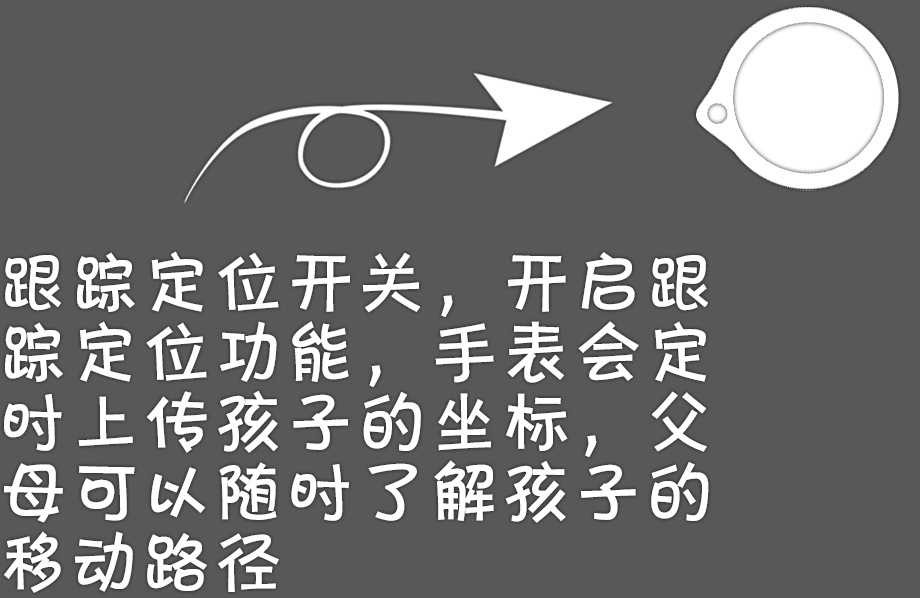 跟踪定位开关，开启跟
踪定位功能，手表会定
时上传孩子的坐标，父
母可以随时了解孩子的
移动路径